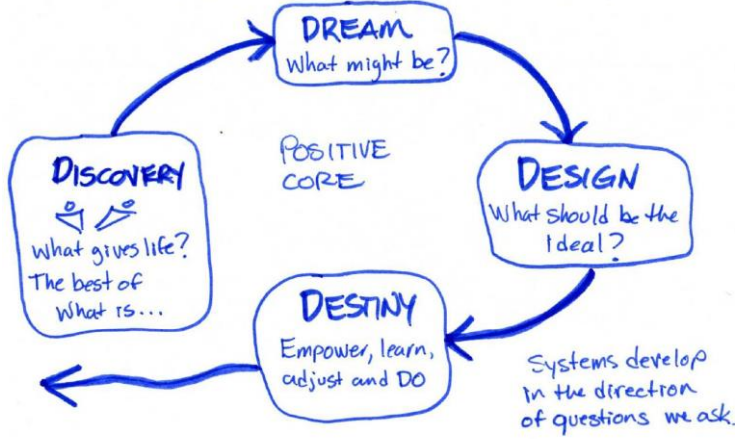 DREAM
What might be?
POSITIVE
CORE
DISCOVERY
What gives life?
The best of
What is...
DESIGN
What should be the
Ideal?
DESTINY
Empower, learn,
adjust and DO
Systems develop
in the direction
of questions we ask.